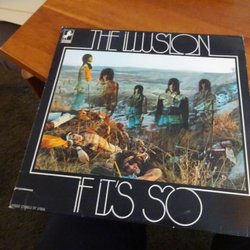 THE ILLUSION
IF IT'S SO